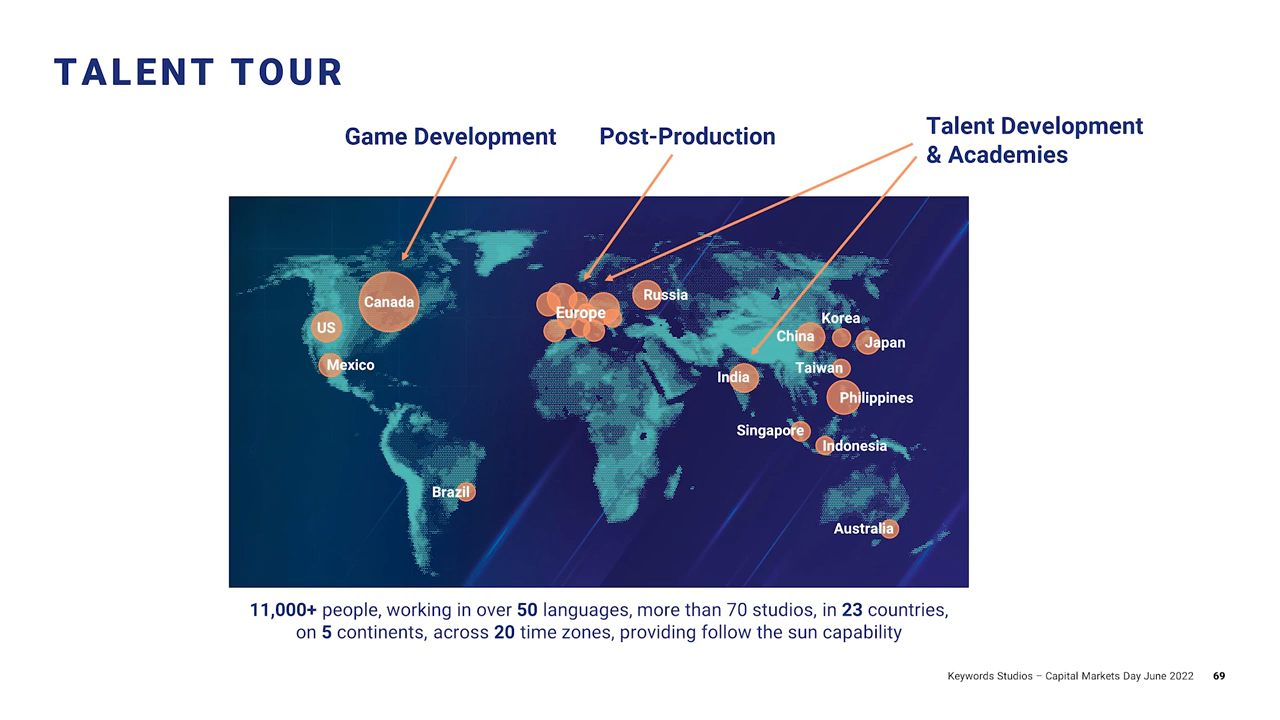 TALENT TOUR
Game Development
Post-Production
Talent Development
& Academies
Canada
US
Mexico
Brazil
Europe
Russia
Korea
China
Japan
Taiwan
India
Philippines
Singapore
Indonesia
Australia
11,000+ people, working in over 50 languages, more than 70 studios, in 23 countries,
on 5 continents, across 20 time zones, providing follow the sun capability
Keywords Studios – Capital Markets Day June 2022 69